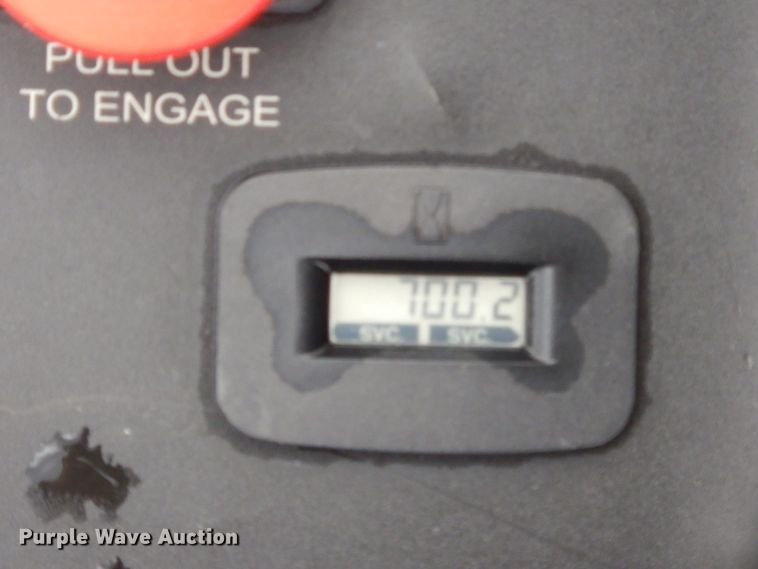 PULL OUT
TO ENGAGE
700.2
SVC SVC
Purple Wave Auction